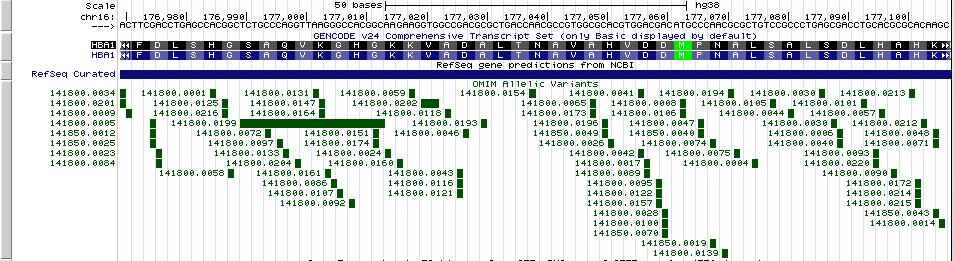 Scale 50 bases hg38
chr16: 176,980 176,990 177,000 177,010 177,020 177,030 177,040 177,050 177,060 177,070 177,080 177,090 177,100
---> ACTTCGACCTGAGCCACGGCTCTGCCCAGGTTAAGGGCCACGGCAAGAAGGTGGCCGACGCGCTGACCAACGCCGTGGCGCACGTGGACGACATGCCCAACGCGCTGTCCGCCCTGAGCGACCTGCACGCGCACAAGC
GENCODE v24 Comprehensive Transcript Set (only Basic displayed by default)
HBA1 F D L S H G S A Q V K G H G K K V A D A L T N A V A H V D D M P N A L S A L S D L H A H K
HBA1 F D L S H G S A Q V K G H G K K V A D A L T N A V A H V D D M P N A L S A L S D L H A H K
RefSeq gene predictions from NCBI
RefSeq Curated
OMIM Allelic Variants
141800.0034 141800.0001 141800.0131 141800.0059 141800.0154 141800.0041 141800.0194 141800.0030 141800.0213
141800.0201 141800.0125 141800.0147 141800.0202 141800.0065 141800.0008 141800.0105 141800.0101
141800.0009 141800.0216 141800.0164 141800.0118 141800.0173 141800.0106 141800.0044 141800.0057
141800.0005 141800.0199 141800.0193 141800.0196 141800.0047 141850.0030 141800.0212
141850.0012 141800.0072 141800.0151 141800.0046 141850.0049 141850.0040 141800.0006 141800.0048
141850.0025 141800.0097 141800.0174 141800.0026 141800.0074 141800.0040 141800.0071
141800.0023 141800.0133 141800.0024 141800.0042 141800.0075 141800.0093
141800.0084 141800.0204 141800.0160 141800.0017 141800.0004 141800.0220
141800.0058 141800.0161 141800.0043 141800.0089 141800.0090
141800.0086 141800.0116 141800.0095 141800.0172
141800.0107 141800.0121 141800.0122 141800.0214
141800.0092 141800.0157 141800.0215
141800.0028 141850.0043
141800.0100 141800.0014
141850.0070
141850.0019
141800.0139